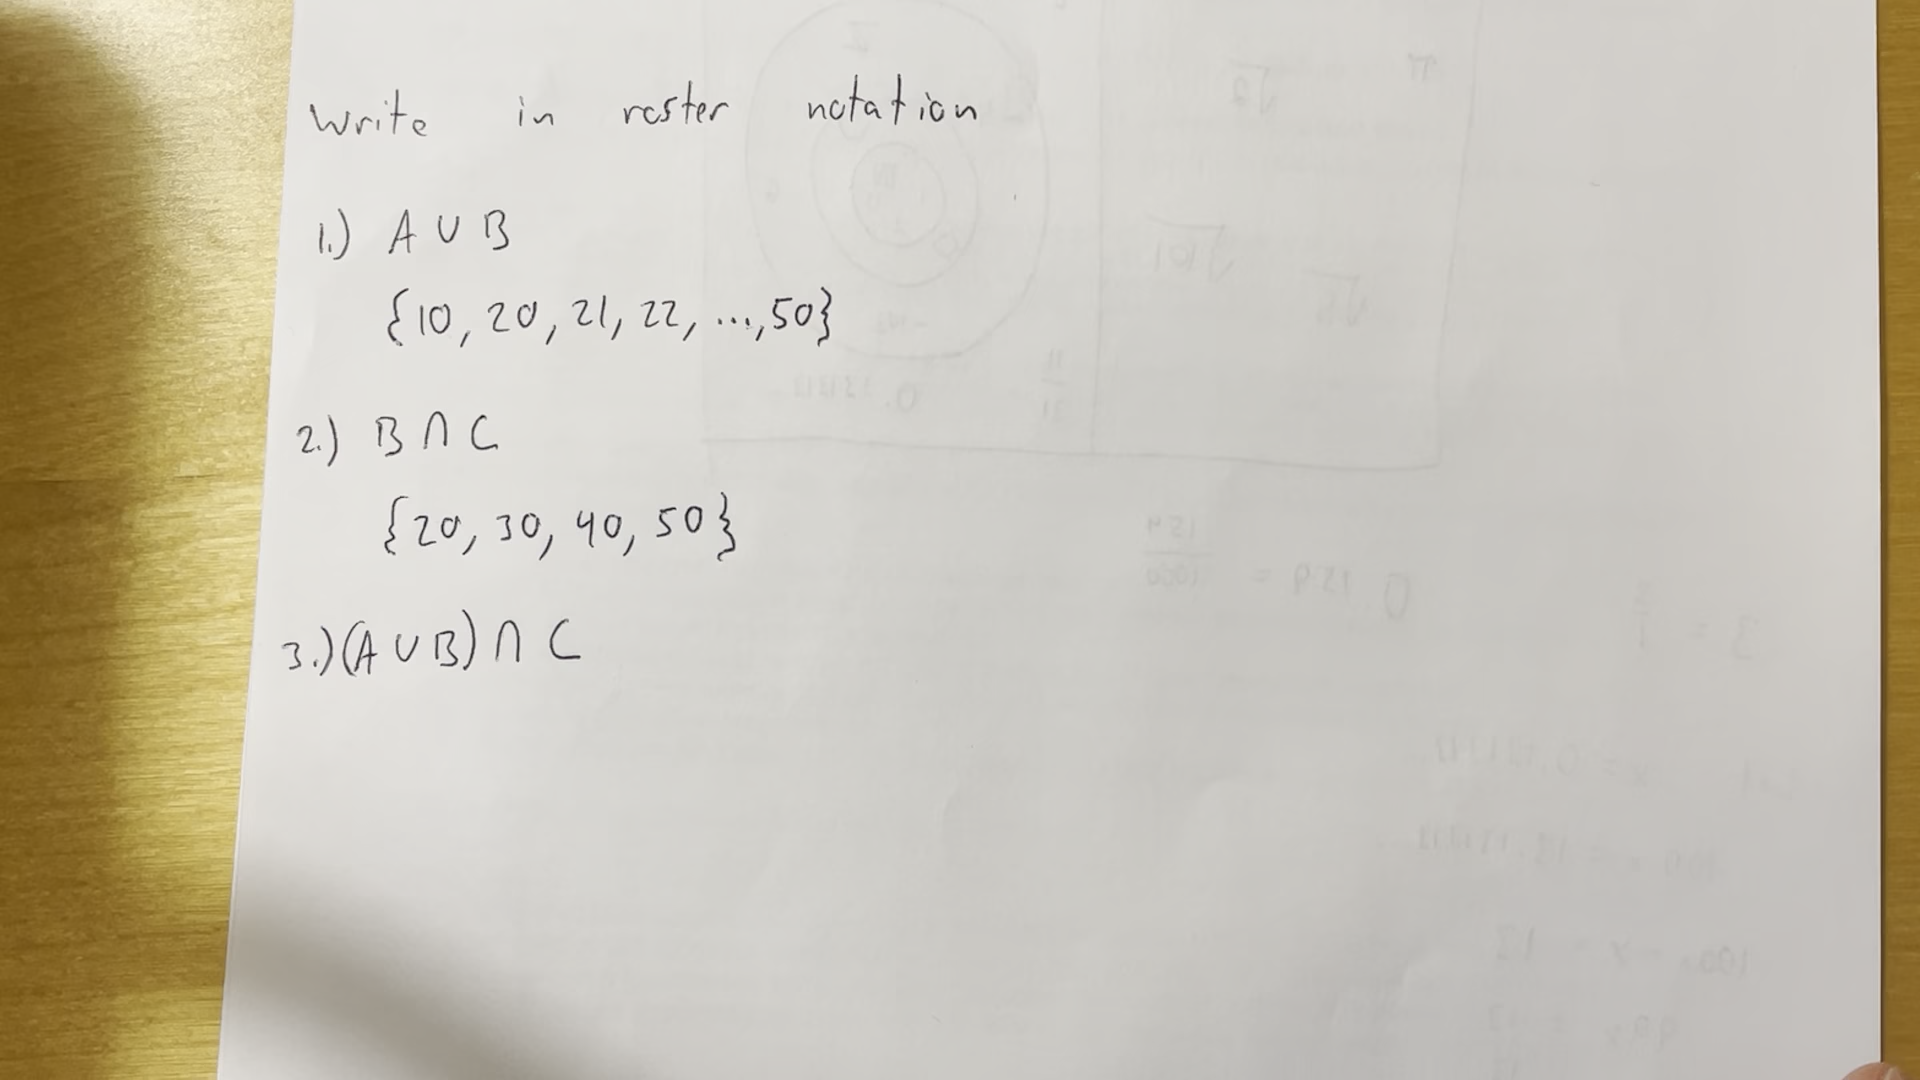 Write in roster notation
1.) A ∪ B
{10, 20, 21, 22, ..., 50}
2.) B ∩ C
{20, 30, 40, 50}
3.) (A ∪ B) ∩ C